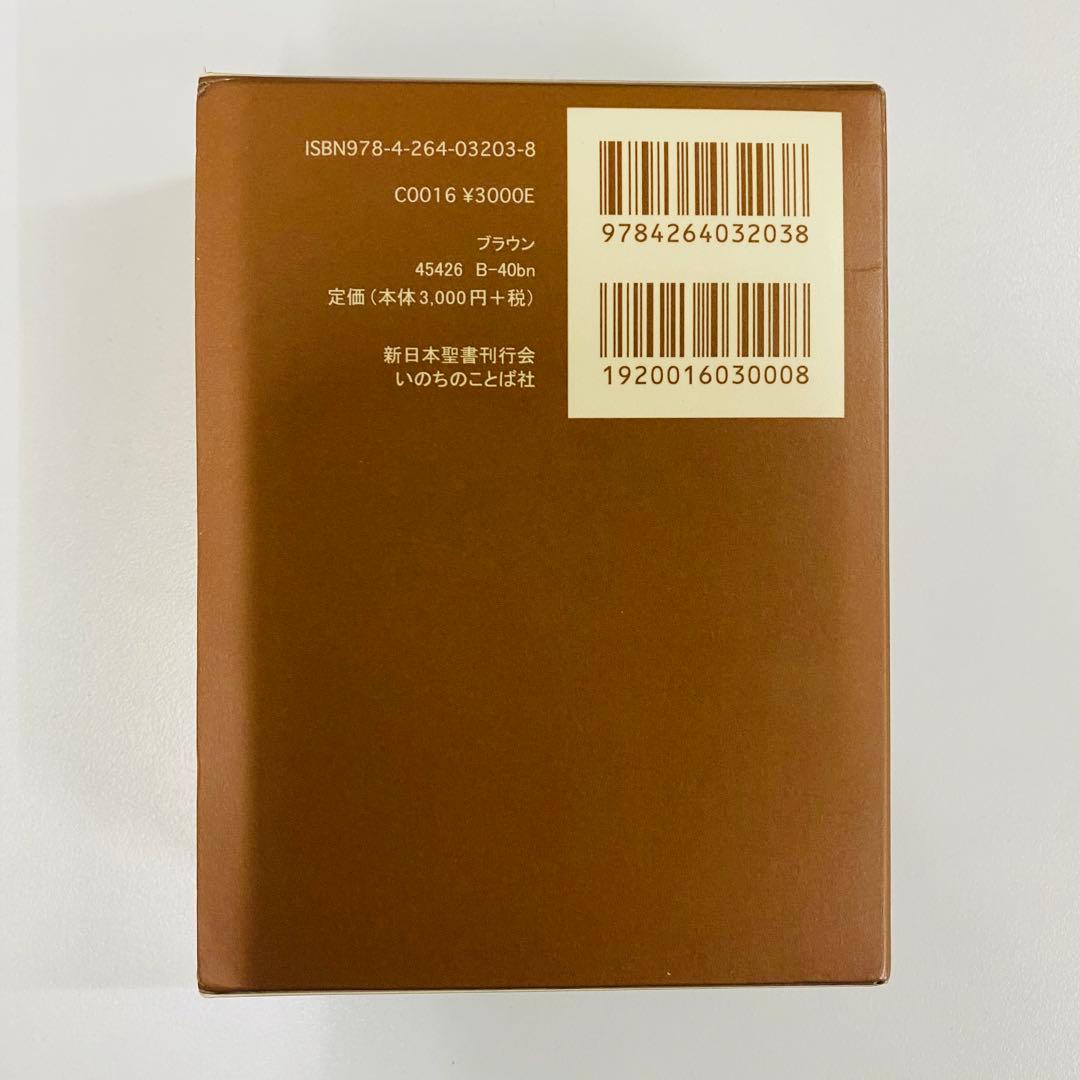 ISBN978-4-264-03203-8
C0016 ¥3000E
ブラウン
45426 B-40bn
定価(本体3,000円+税)
新日本聖書刊行会
いのちのことば社
9784264032038
1920016030008